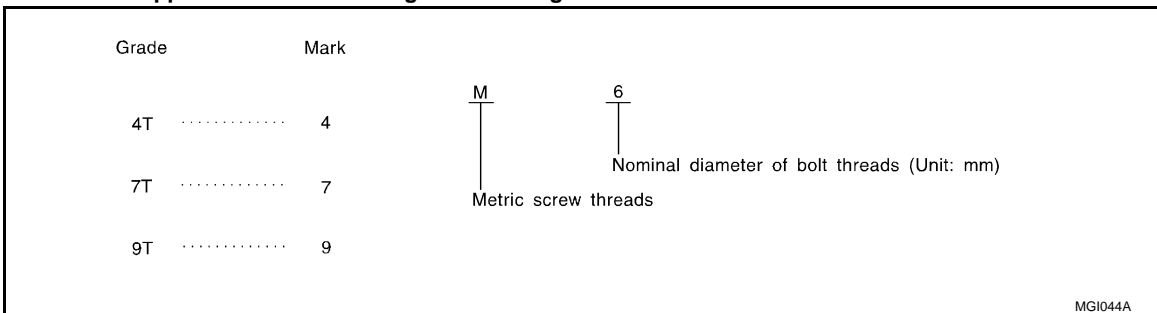 Grade Mark
M 6
4T ............. 4
Nominal diameter of bolt threads (Unit: mm)
7T ............. 7
Metric screw threads
9T ............. 9
MGI044A